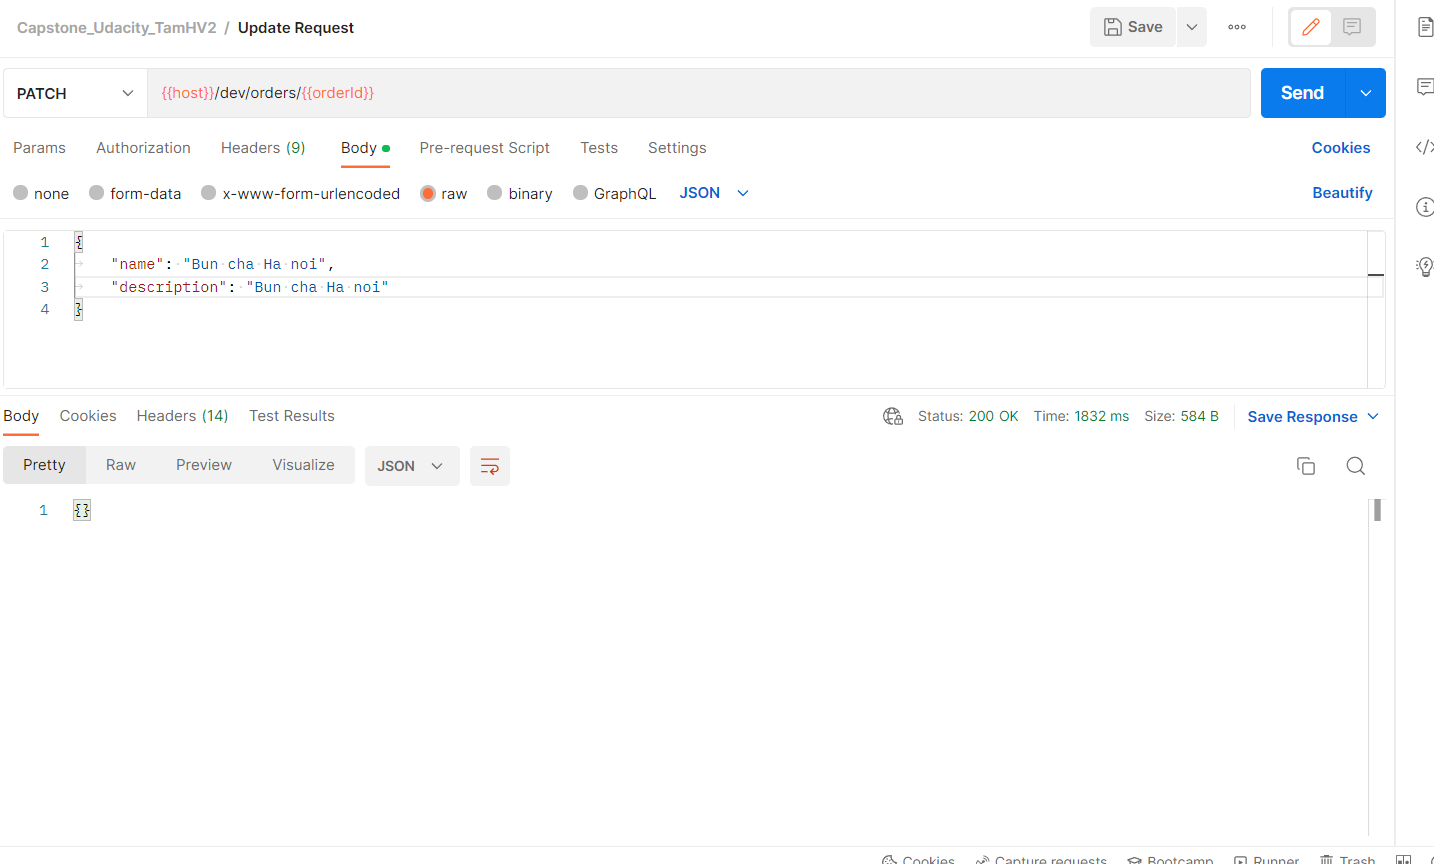 Capstone_Udacity_TamHV2 / Update Request Save
PATCH {{host}}/dev/orders/{{orderId}} Send
Params Authorization Headers (9) Body Pre-request Script Tests Settings Cookies
none form-data x-www-form-urlencoded raw binary GraphQL JSON Beautify
1 {
2 "name": "Bun cha Ha noi",
3 "description": "Bun cha Ha noi"
4 }
Body Cookies Headers (14) Test Results Status: 200 OK Time: 1832 ms Size: 584 B Save Response
Pretty Raw Preview Visualize JSON
1 {}
Cookies Capture requests Bootcamp Runner Trash